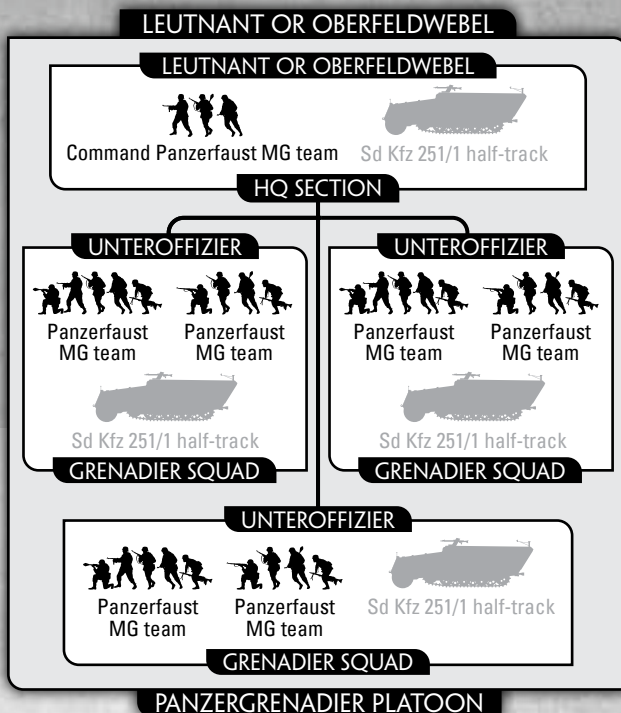 LEUTNANT OR OBERFELDWEBEL
LEUTNANT OR OBERFELDWEBEL
Command Panzerfaust MG team
Sd Kfz 251/1 half-track
HQ SECTION
UNTEROFFIZIER
Panzerfaust
MG team
Panzerfaust
MG team
Sd Kfz 251/1 half-track
GRENADIER SQUAD
UNTEROFFIZIER
Panzerfaust
MG team
Panzerfaust
MG team
Sd Kfz 251/1 half-track
GRENADIER SQUAD
UNTEROFFIZIER
Panzerfaust
MG team
Panzerfaust
MG team
Sd Kfz 251/1 half-track
GRENADIER SQUAD
PANZERGRENADIER PLATOON